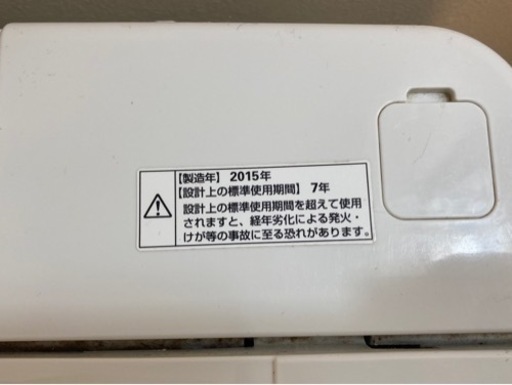 【製造年】 2015年
【設計上の標準使用期間】 7年
設計上の標準使用期間を超えて使用
されますと、経年劣化による発火・
けが等の事故に至る恐れがあります。